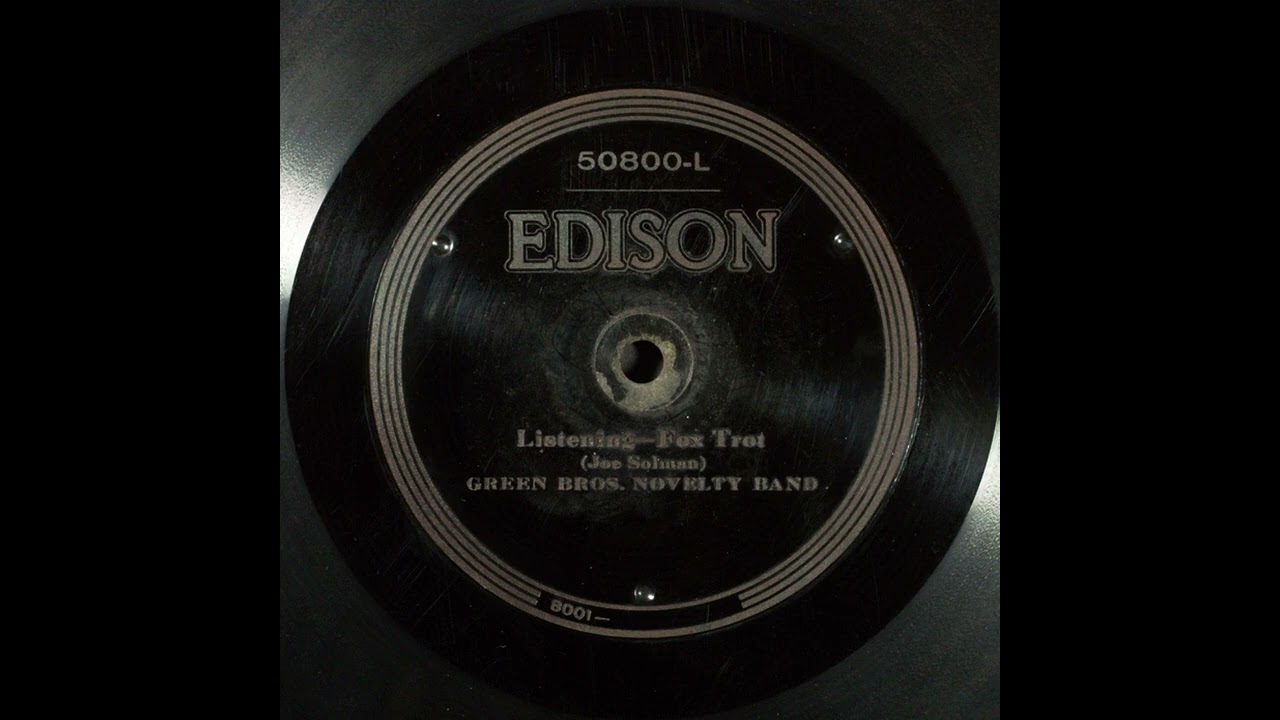 50800-L
EDISON
Listening—Fox Trot
(Joe Solman)
GREEN BROS. NOVELTY BAND
8001—